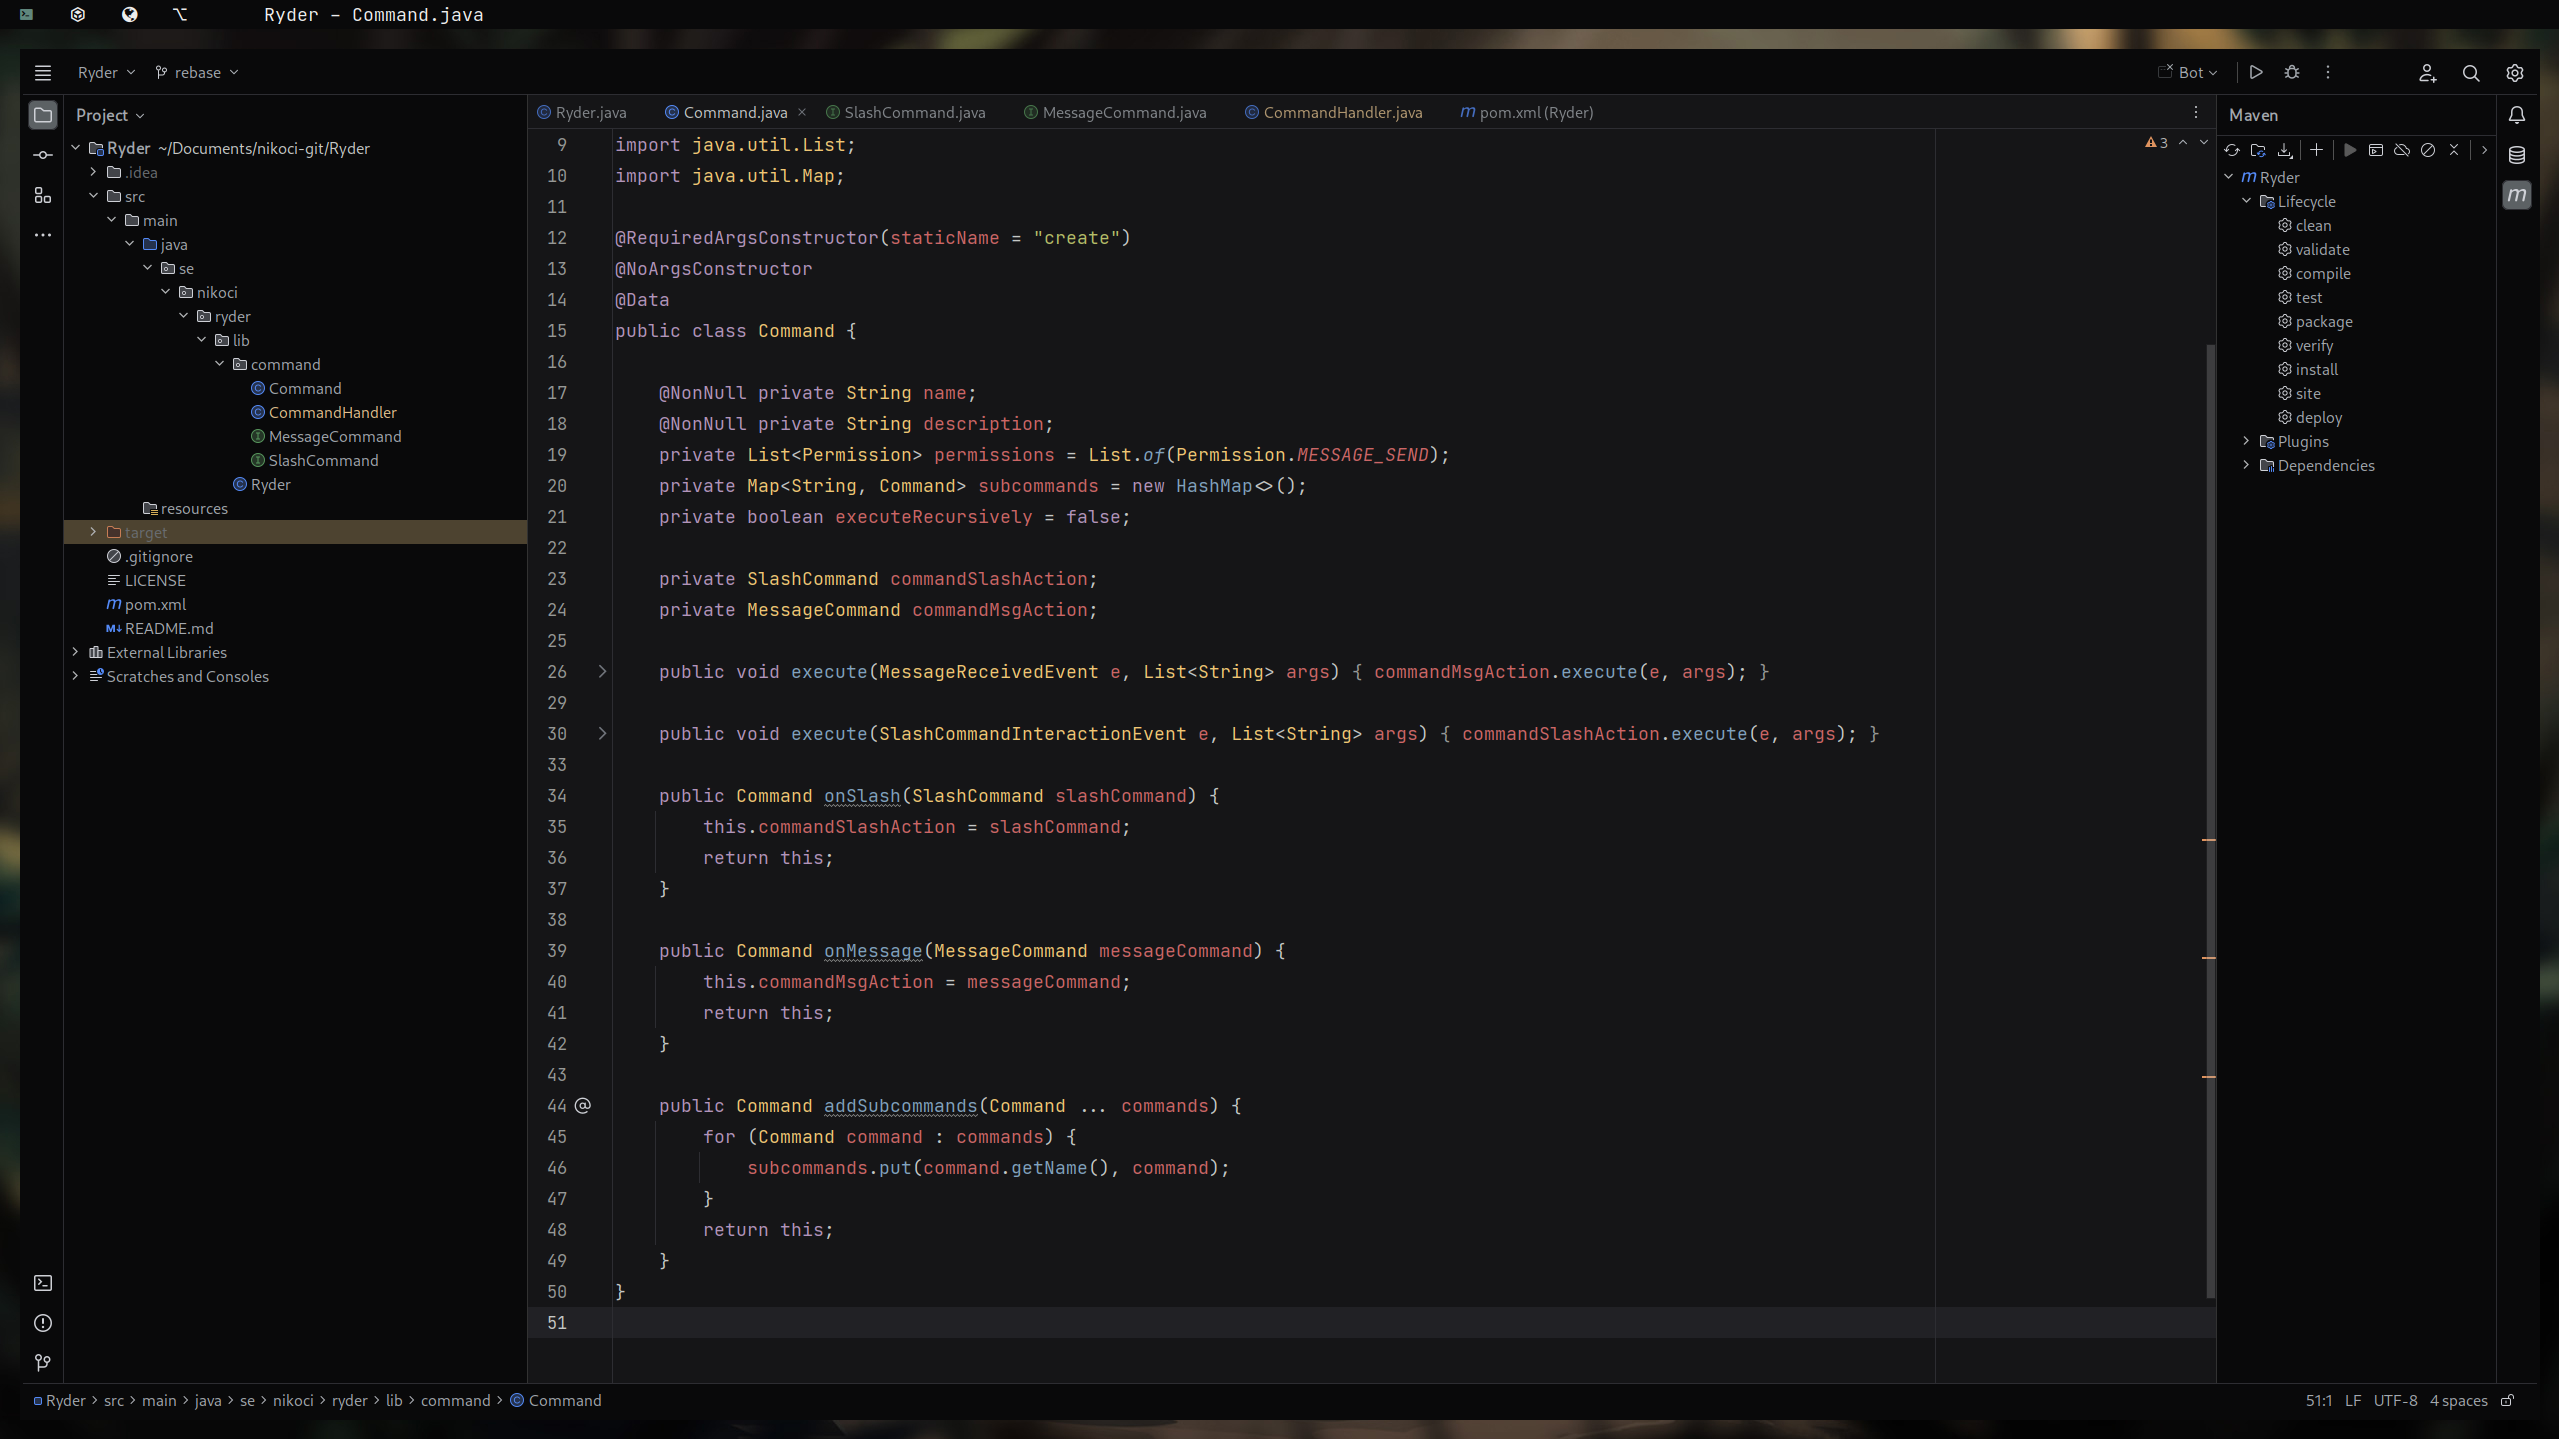 Ryder – Command.java
Ryder
rebase
Bot
Project
Ryder ~/Documents/nikoci-git/Ryder
.idea
src
main
java
se
nikoci
ryder
lib
command
Command
CommandHandler
MessageCommand
SlashCommand
Ryder
resources
target
.gitignore
LICENSE
pom.xml
README.md
External Libraries
Scratches and Consoles
Ryder.java
Command.java
SlashCommand.java
MessageCommand.java
CommandHandler.java
pom.xml (Ryder)
3
9 import java.util.List;
10 import java.util.Map;
11
12 @RequiredArgsConstructor(staticName = "create")
13 @NoArgsConstructor
14 @Data
15 public class Command {
16
17 @NonNull private String name;
18 @NonNull private String description;
19 private List<Permission> permissions = List.of(Permission.MESSAGE_SEND);
20 private Map<String, Command> subcommands = new HashMap<>();
21 private boolean executeRecursively = false;
22
23 private SlashCommand commandSlashAction;
24 private MessageCommand commandMsgAction;
25
26 public void execute(MessageReceivedEvent e, List<String> args) { commandMsgAction.execute(e, args); }
29
30 public void execute(SlashCommandInteractionEvent e, List<String> args) { commandSlashAction.execute(e, args); }
33
34 public Command onSlash(SlashCommand slashCommand) {
35 this.commandSlashAction = slashCommand;
36 return this;
37 }
38
39 public Command onMessage(MessageCommand messageCommand) {
40 this.commandMsgAction = messageCommand;
41 return this;
42 }
43
44 @ public Command addSubcommands(Command ... commands) {
45 for (Command command : commands) {
46 subcommands.put(command.getName(), command);
47 }
48 return this;
49 }
50 }
51
Maven
m Ryder
Lifecycle
clean
validate
compile
test
package
verify
install
site
deploy
Plugins
Dependencies
Ryder > src > main > java > se > nikoci > ryder > lib > command > Command
51:1 LF UTF-8 4 spaces